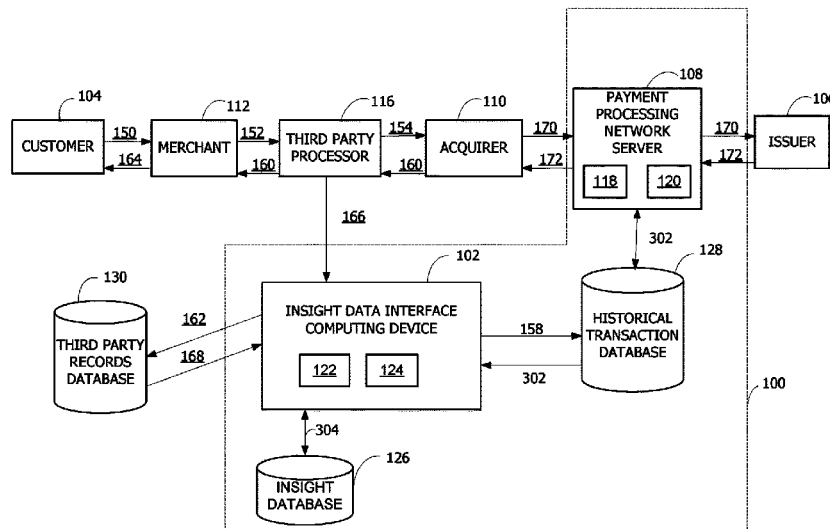 104
CUSTOMER
150
164
112
MERCHANT
152
160
116
THIRD PARTY
PROCESSOR
154
160
110
ACQUIRER
170
172
108
PAYMENT
PROCESSING
NETWORK
SERVER
118
120
170
172
ISSUER
166
302
102
INSIGHT DATA INTERFACE
COMPUTING DEVICE
122
124
130
THIRD PARTY
RECORDS
DATABASE
162
168
158
302
128
HISTORICAL
TRANSACTION
DATABASE
100
304
126
INSIGHT
DATABASE